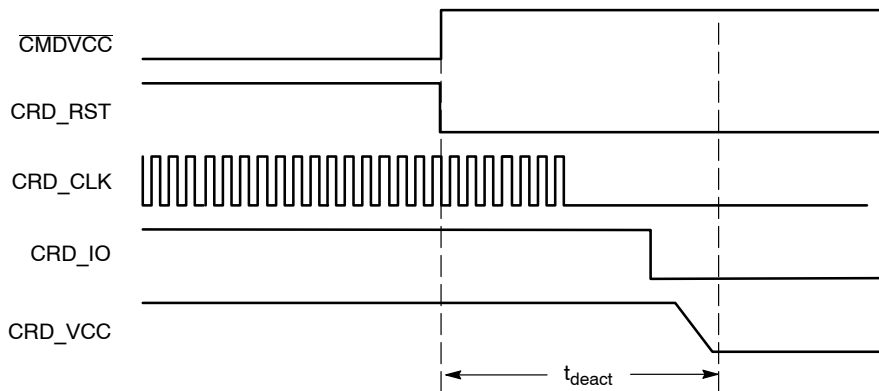 CMDVCC
CRD_RST
CRD_CLK
CRD_IO
CRD_VCC
tdeact